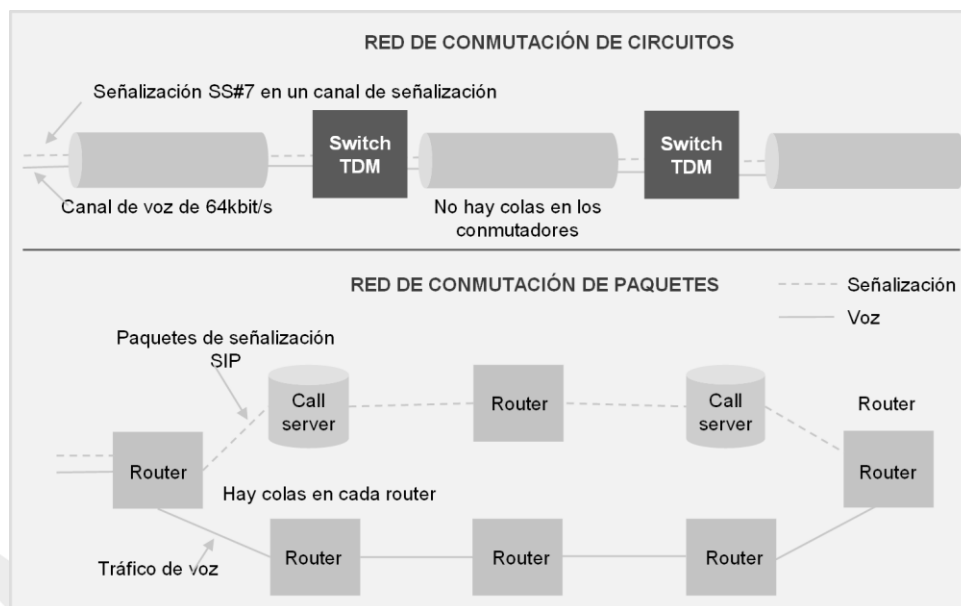 RED DE CONMUTACIÓN DE CIRCUITOS
Señalización SS#7 en un canal de señalización
Switch
TDM
Switch
TDM
Canal de voz de 64kbit/s
No hay colas en los
conmutadores
RED DE CONMUTACIÓN DE PAQUETES
Señalización
Voz
Paquetes de señalización
SIP
Call
server
Router
Call
server
Router
Router
Router
Hay colas en cada router
Router
Router
Router
Tráfico de voz